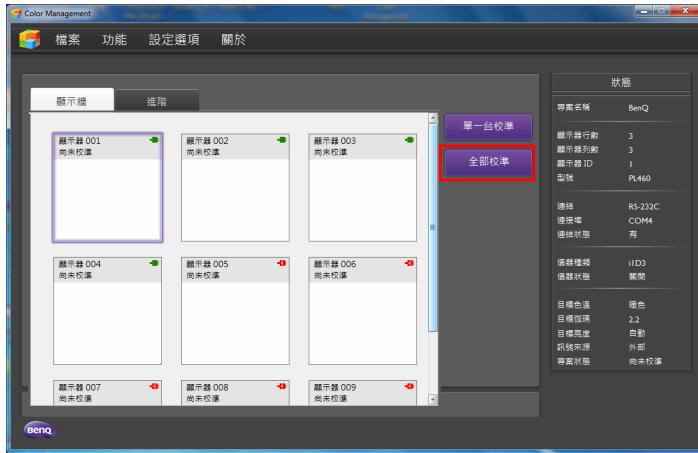 Color Management
檔案 功能 設定選項 關於
狀態
顯示牆 進階
專案名稱 BenQ
單一台校準
全部校準
顯示器 001
尚未校準
顯示器 002
尚未校準
顯示器 003
尚未校準
顯示器行數 3
顯示器列數 3
顯示器 ID 1
型號 PL460
連結 RS-232C
連接埠 COM4
連結狀態 有
顯示器 004
尚未校準
顯示器 005
尚未校準
顯示器 006
尚未校準
儀器種類 i1D3
儀器狀態 關閉
目標色溫 暖色
目標伽瑪 2.2
目標亮度 自動
訊號來源 外部
專案狀態 尚未校準
顯示器 007
尚未校準
顯示器 008
尚未校準
顯示器 009
尚未校準
BenQ